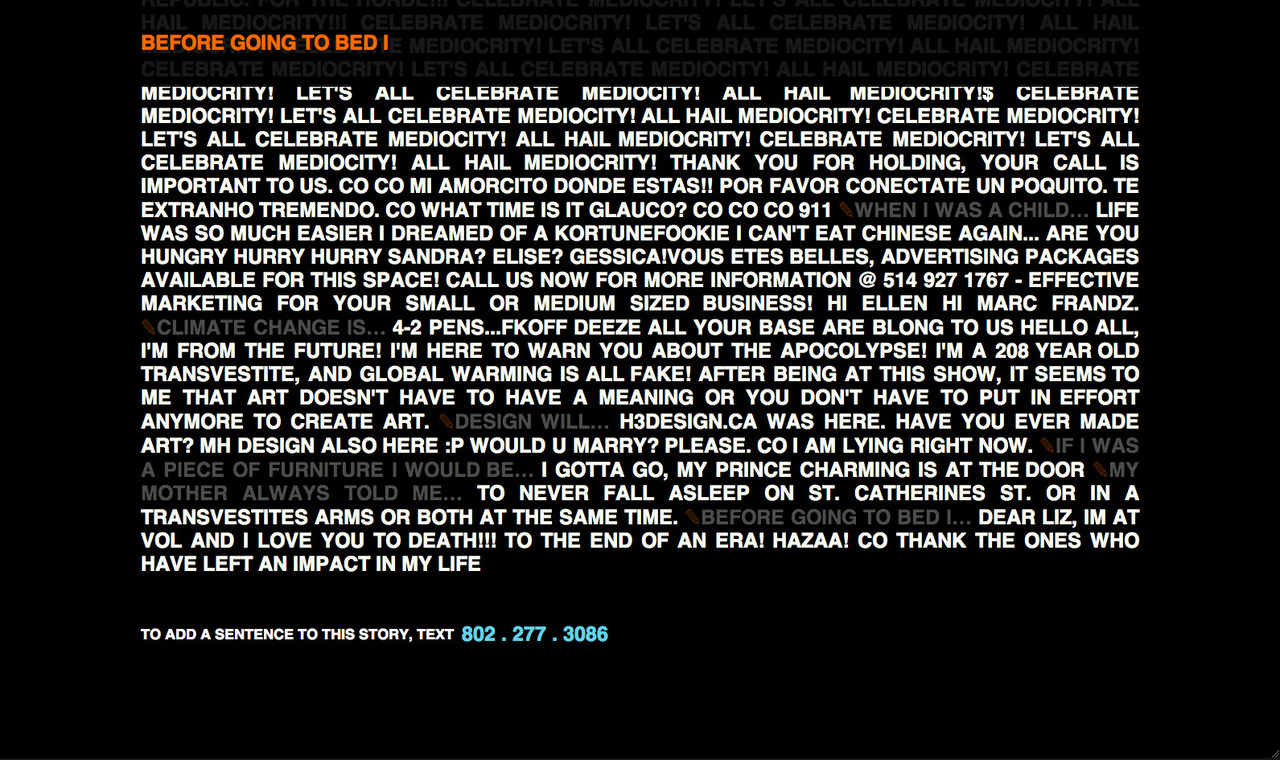 REPUBLIC. FOR THE HORDE!!! CELEBRATE MEDIOCRITY! LET'S ALL CELEBRATE MEDIOCRITY! ALL
HAIL MEDIOCRITY!!! CELEBRATE MEDIOCRITY! LET'S ALL CELEBRATE MEDIOCRITY! ALL HAIL
BEFORE GOING TO BED I
CELEBRATE MEDIOCRITY! LET'S ALL CELEBRATE MEDIOCRITY! ALL HAIL MEDIOCRITY!
CELEBRATE MEDIOCRITY! LET'S ALL CELEBRATE MEDIOCRITY! ALL HAIL MEDIOCRITY! CELEBRATE
MEDIOCRITY! LET'S ALL CELEBRATE MEDIOCITY! ALL HAIL MEDIOCRITY!$ CELEBRATE
MEDIOCRITY! LET'S ALL CELEBRATE MEDIOCITY! ALL HAIL MEDIOCRITY! CELEBRATE MEDIOCRITY!
LET'S ALL CELEBRATE MEDIOCITY! ALL HAIL MEDIOCRITY! CELEBRATE MEDIOCRITY! LET'S ALL
CELEBRATE MEDIOCITY! ALL HAIL MEDIOCRITY! THANK YOU FOR HOLDING, YOUR CALL IS
IMPORTANT TO US. CO CO MI AMORCITO DONDE ESTAS!! POR FAVOR CONECTATE UN POQUITO. TE
EXTRANHO TREMENDO. CO WHAT TIME IS IT GLAUCO? CO CO CO 911 ✎WHEN I WAS A CHILD... LIFE
WAS SO MUCH EASIER I DREAMED OF A KORTUNEFOOKIE I CAN'T EAT CHINESE AGAIN... ARE YOU
HUNGRY HURRY HURRY SANDRA? ELISE? GESSICA!VOUS ETES BELLES, ADVERTISING PACKAGES
AVAILABLE FOR THIS SPACE! CALL US NOW FOR MORE INFORMATION @ 514 927 1767 - EFFECTIVE
MARKETING FOR YOUR SMALL OR MEDIUM SIZED BUSINESS! HI ELLEN HI MARC FRANDZ.
✎CLIMATE CHANGE IS... 4-2 PENS...FKOFF DEEZE ALL YOUR BASE ARE BLONG TO US HELLO ALL,
I'M FROM THE FUTURE! I'M HERE TO WARN YOU ABOUT THE APOCOLYPSE! I'M A 208 YEAR OLD
TRANSVESTITE, AND GLOBAL WARMING IS ALL FAKE! AFTER BEING AT THIS SHOW, IT SEEMS TO
ME THAT ART DOESN'T HAVE TO HAVE A MEANING OR YOU DON'T HAVE TO PUT IN EFFORT
ANYMORE TO CREATE ART. ✎DESIGN WILL... H3DESIGN.CA WAS HERE. HAVE YOU EVER MADE
ART? MH DESIGN ALSO HERE :P WOULD U MARRY? PLEASE. CO I AM LYING RIGHT NOW. ✎IF I WAS
A PIECE OF FURNITURE I WOULD BE... I GOTTA GO, MY PRINCE CHARMING IS AT THE DOOR ✎MY
MOTHER ALWAYS TOLD ME... TO NEVER FALL ASLEEP ON ST. CATHERINES ST. OR IN A
TRANSVESTITES ARMS OR BOTH AT THE SAME TIME. ✎BEFORE GOING TO BED I... DEAR LIZ, IM AT
VOL AND I LOVE YOU TO DEATH!!! TO THE END OF AN ERA! HAZAA! CO THANK THE ONES WHO
HAVE LEFT AN IMPACT IN MY LIFE
TO ADD A SENTENCE TO THIS STORY, TEXT 802 . 277 . 3086